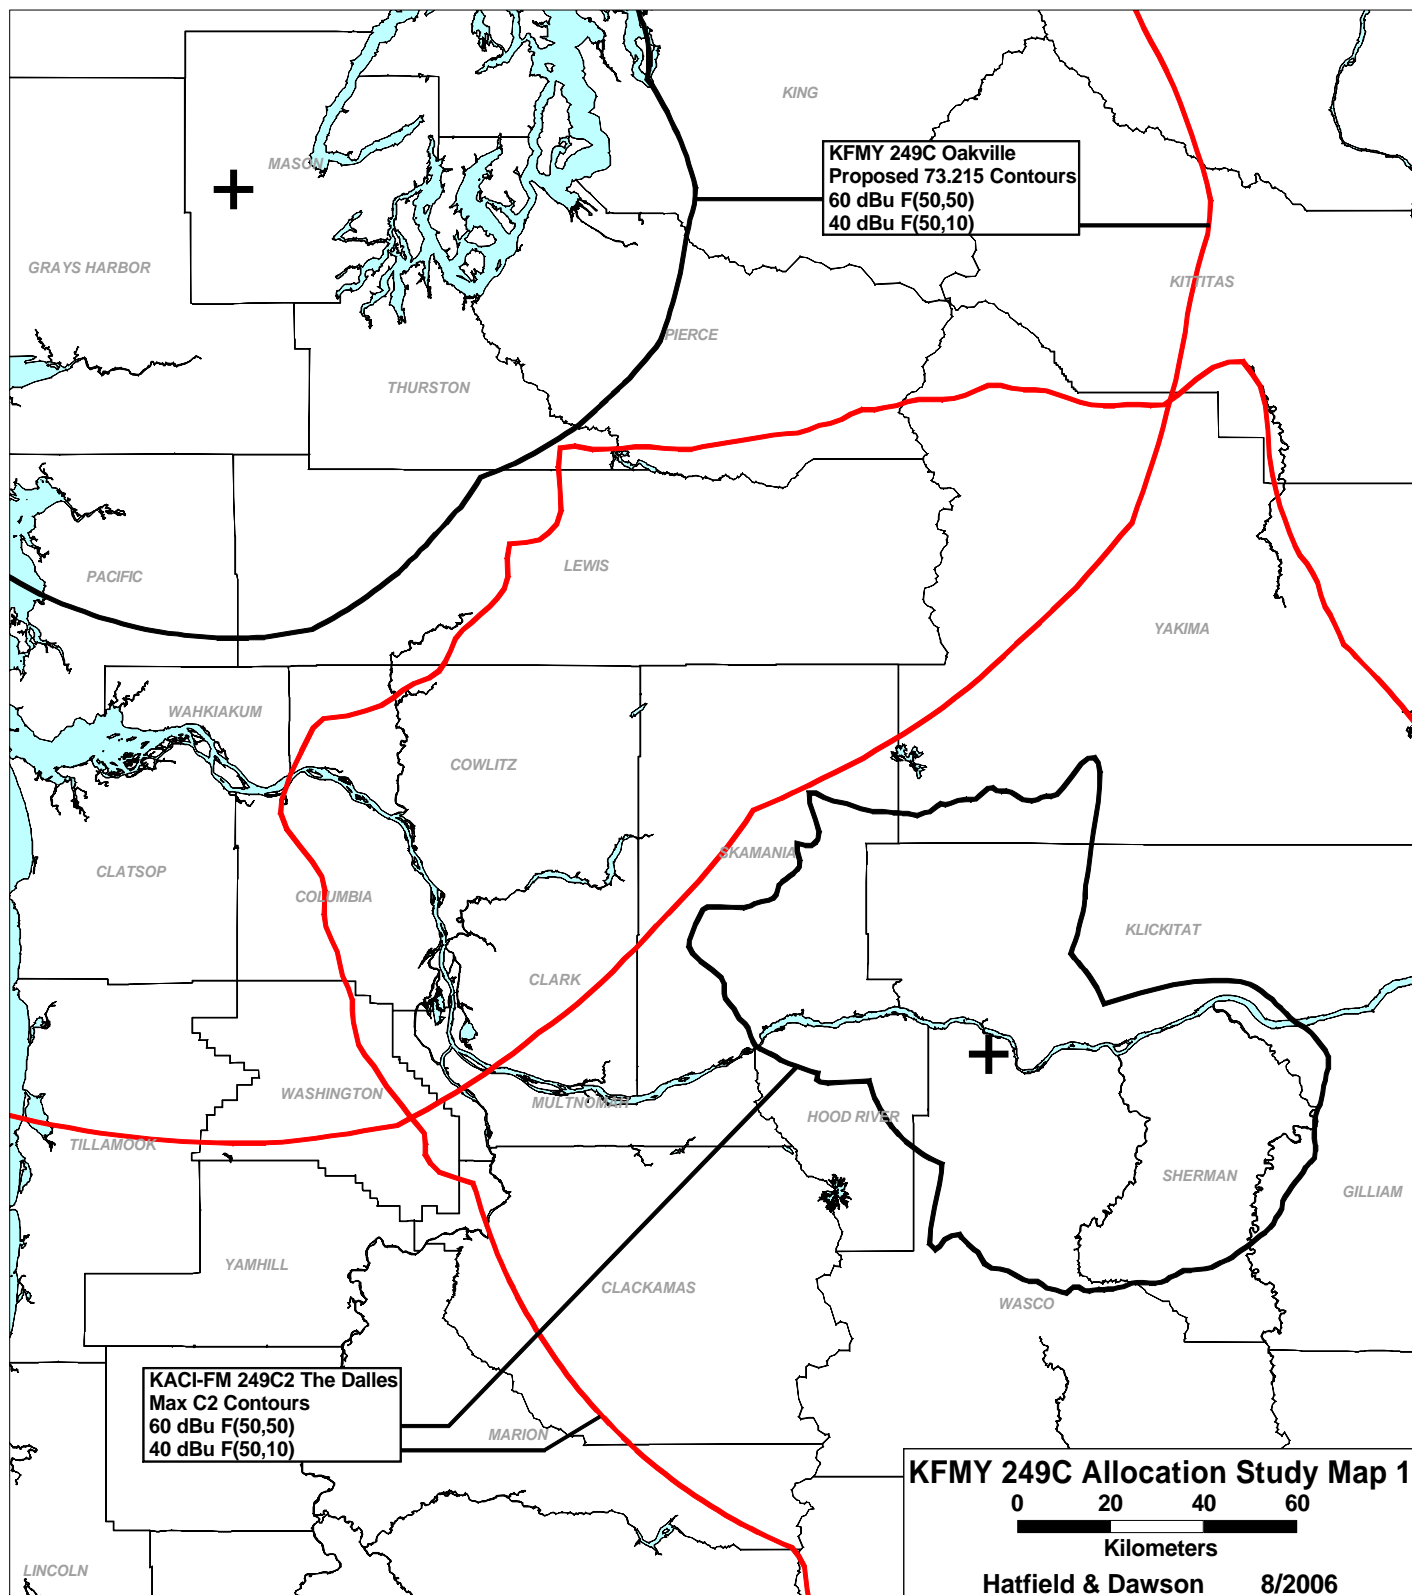 KING
KFMY 249C Oakville
Proposed 73.215 Contours
60 dBu F(50,50)
40 dBu F(50,10)
MASON
GRAYS HARBOR
KITTITAS
PIERCE
THURSTON
LEWIS
PACIFIC
YAKIMA
WAHKIAKUM
COWLITZ
SKAMANIA
CLATSOP
COLUMBIA
KLICKITAT
CLARK
WASHINGTON
MULTNOMAH
HOOD RIVER
TILLAMOOK
SHERMAN
GILLIAM
YAMHILL
CLACKAMAS
WASCO
KACI-FM 249C2 The Dalles
Max C2 Contours
60 dBu F(50,50)
40 dBu F(50,10)
MARION
KFMY 249C Allocation Study Map 1
0 20 40 60
Kilometers
LINCOLN
Hatfield & Dawson 8/2006